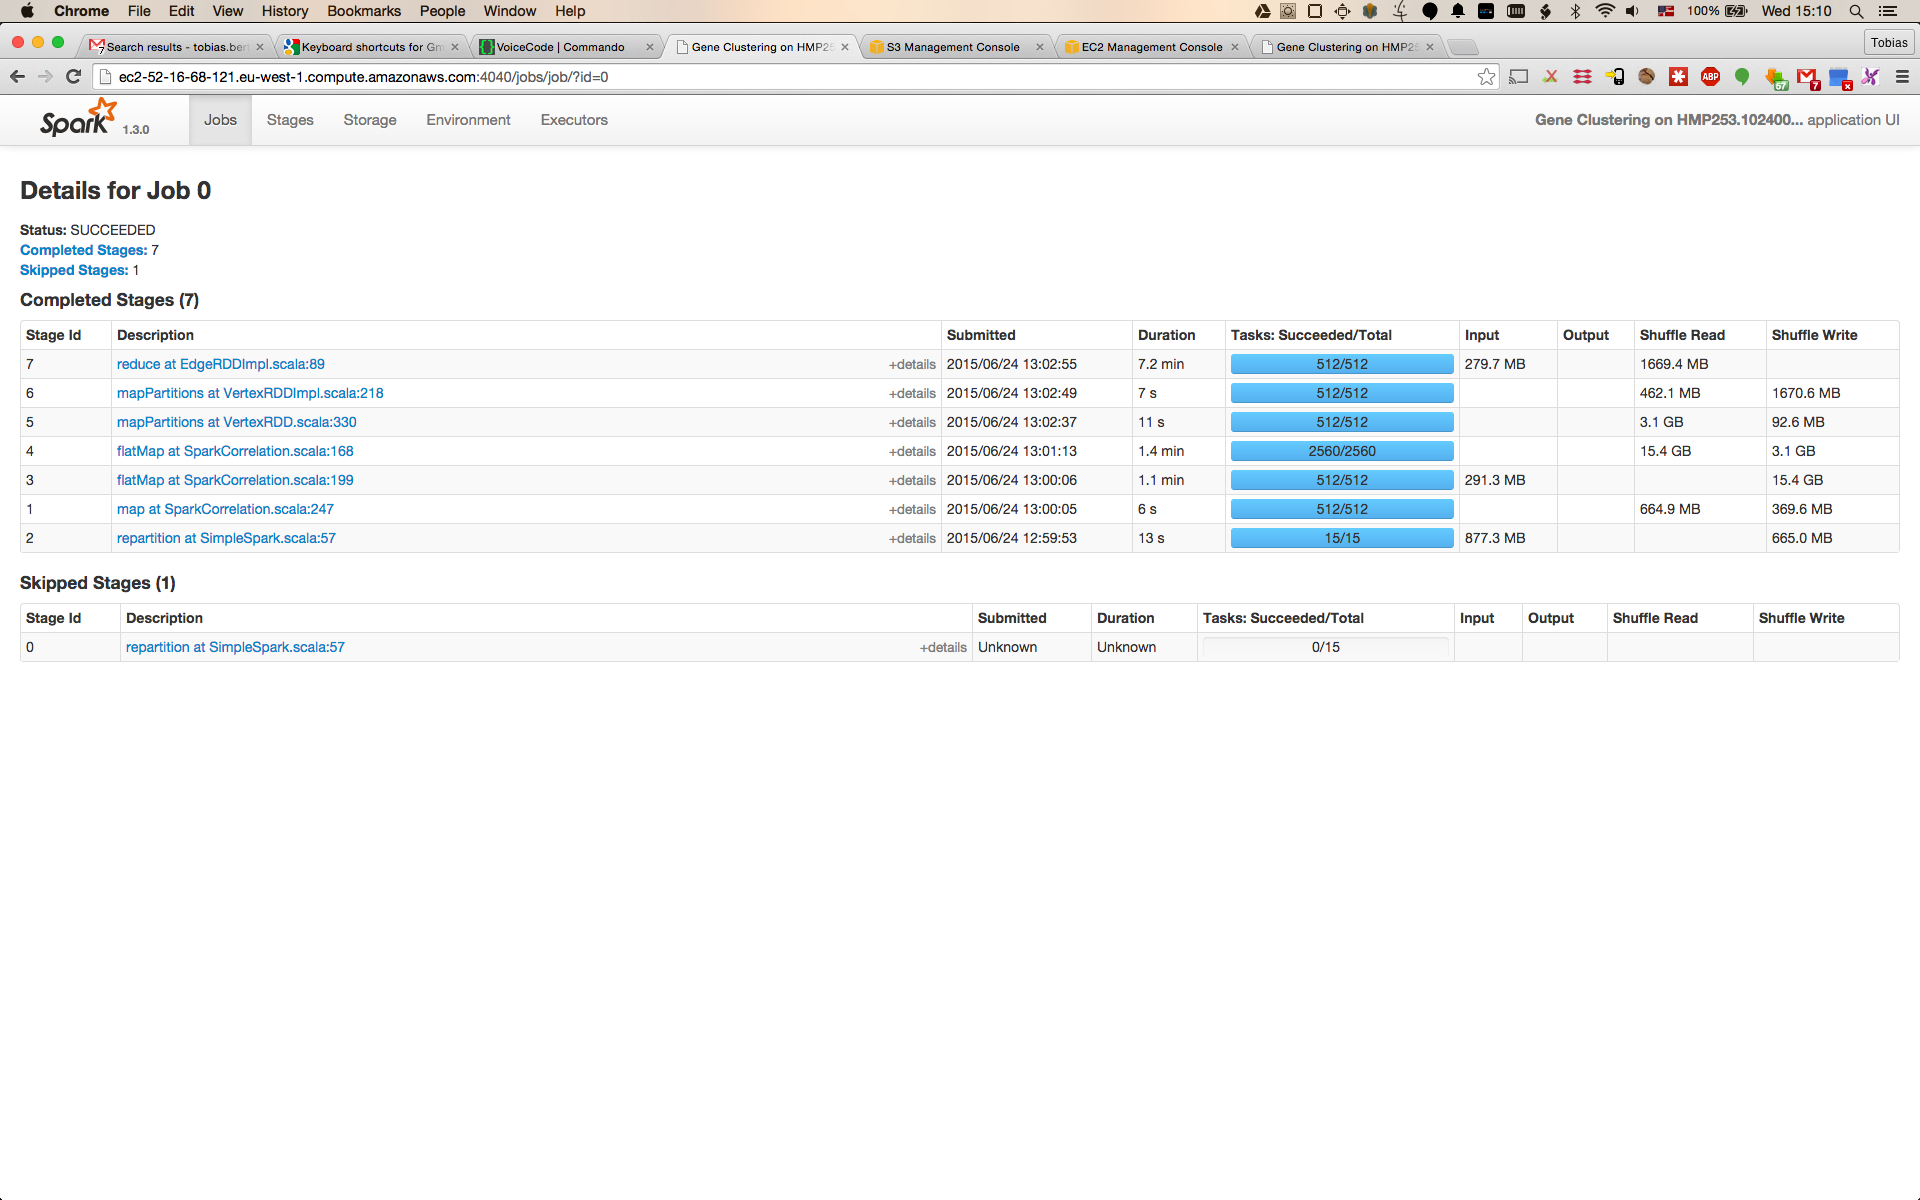 Chrome File Edit View History Bookmarks People Window Help 100% Wed 15:10
Search results - tobias.ber Keyboard shortcuts for Gm VoiceCode | Commando Gene Clustering on HMP25 S3 Management Console EC2 Management Console Gene Clustering on HMP25 Tobias
ec2-52-16-68-121.eu-west-1.compute.amazonaws.com:4040/jobs/job/?id=0 ABP 67 7
Spark 1.3.0 Jobs Stages Storage Environment Executors Gene Clustering on HMP253.102400... application UI
Details for Job 0
Status: SUCCEEDED
Completed Stages: 7
Skipped Stages: 1
Completed Stages (7)
Stage Id Description Submitted Duration Tasks: Succeeded/Total Input Output Shuffle Read Shuffle Write
7 reduce at EdgeRDDImpl.scala:89 +details 2015/06/24 13:02:55 7.2 min 512/512 279.7 MB 1669.4 MB
6 mapPartitions at VertexRDDImpl.scala:218 +details 2015/06/24 13:02:49 7 s 512/512 462.1 MB 1670.6 MB
5 mapPartitions at VertexRDD.scala:330 +details 2015/06/24 13:02:37 11 s 512/512 3.1 GB 92.6 MB
4 flatMap at SparkCorrelation.scala:168 +details 2015/06/24 13:01:13 1.4 min 2560/2560 15.4 GB 3.1 GB
3 flatMap at SparkCorrelation.scala:199 +details 2015/06/24 13:00:06 1.1 min 512/512 291.3 MB 15.4 GB
1 map at SparkCorrelation.scala:247 +details 2015/06/24 13:00:05 6 s 512/512 664.9 MB 369.6 MB
2 repartition at SimpleSpark.scala:57 +details 2015/06/24 12:59:53 13 s 15/15 877.3 MB 665.0 MB
Skipped Stages (1)
Stage Id Description Submitted Duration Tasks: Succeeded/Total Input Output Shuffle Read Shuffle Write
0 repartition at SimpleSpark.scala:57 +details Unknown Unknown 0/15